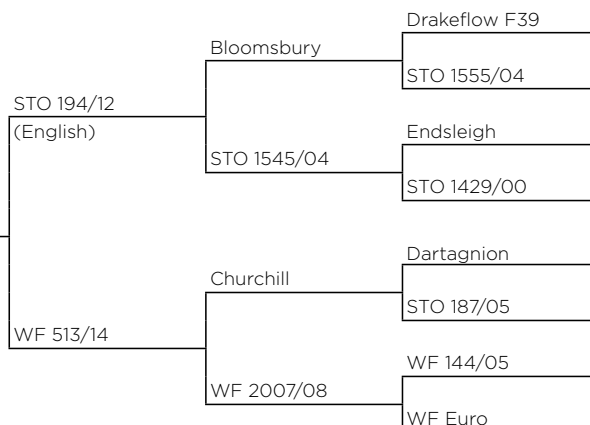 Drakeflow F39
Bloomsbury
STO 1555/04
STO 194/12
(English)
Endsleigh
STO 1545/04
STO 1429/00
Dartagnion
Churchill
STO 187/05
WF 513/14
WF 144/05
WF 2007/08
WF Euro